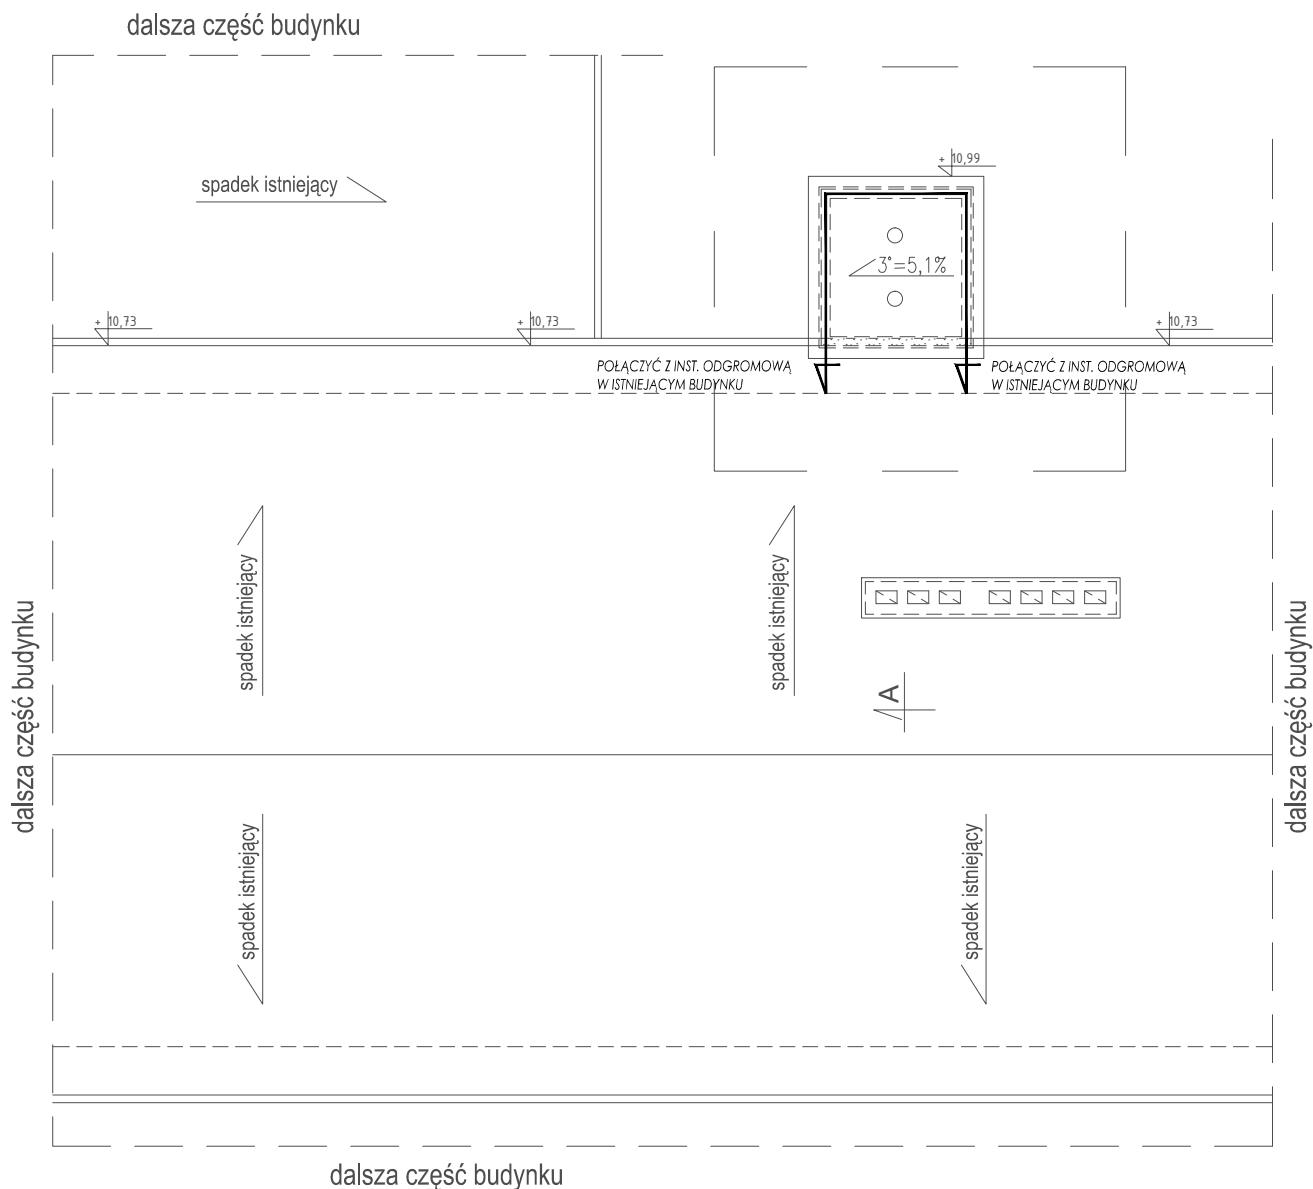 dalsza część budynku
+ 10,99
spadek istniejący
3°=5,1%
+ 10,73
+ 10,73
+ 10,73
POŁĄCZYĆ Z INST. ODGROMOWĄ
W ISTNIEJĄCYM BUDYNKU
POŁĄCZYĆ Z INST. ODGROMOWĄ
W ISTNIEJĄCYM BUDYNKU
spadek istniejący
spadek istniejący
dalsza część budynku
A
dalsza część budynku
spadek istniejący
spadek istniejący
dalsza część budynku